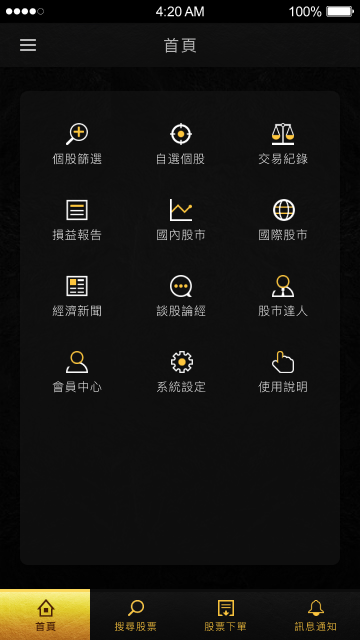 4:20 AM 100%
首頁
個股篩選 自選個股 交易紀錄
損益報告 國內股市 國際股市
經濟新聞 談股論經 股市達人
會員中心 系統設定 使用說明
首頁 搜尋股票 股票下單 訊息通知